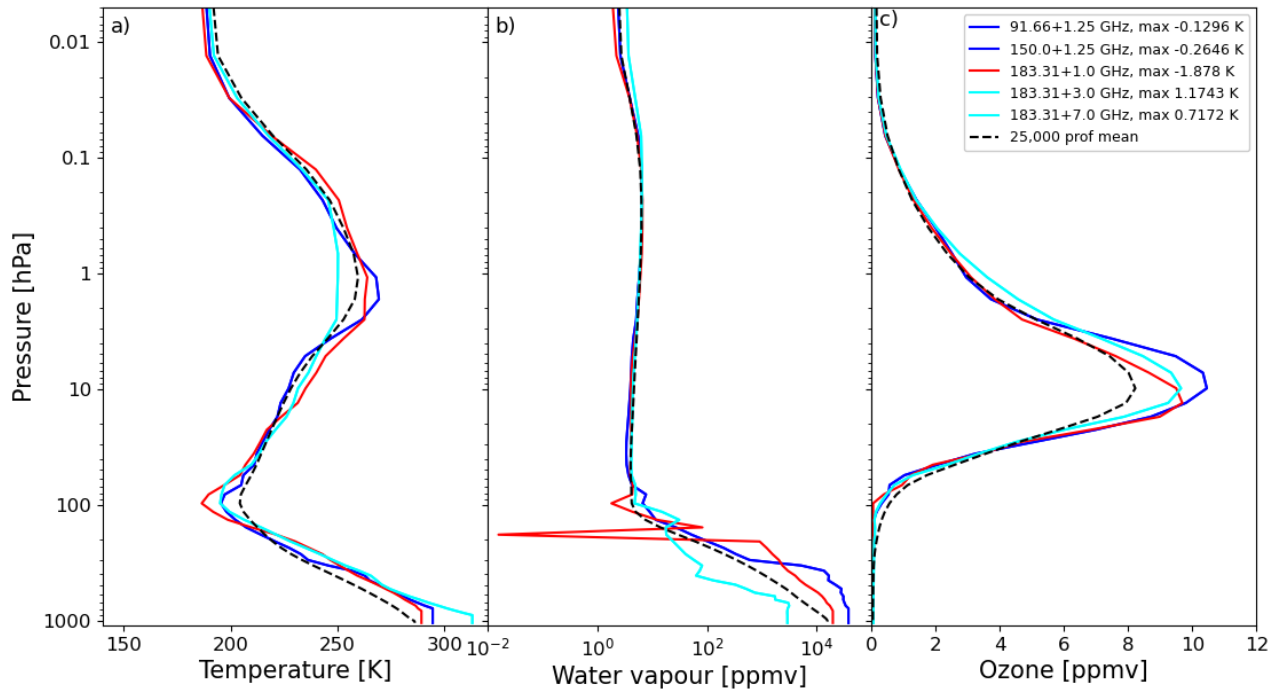 a)
b)
c)
91.66+1.25 GHz, max -0.1296 K
150.0+1.25 GHz, max -0.2646 K
183.31+1.0 GHz, max -1.878 K
183.31+3.0 GHz, max 1.1743 K
183.31+7.0 GHz, max 0.7172 K
25,000 prof mean
Pressure [hPa]
0.01
0.1
1
10
100
1000
150 200 250 300
Temperature [K]
10⁻² 10⁰ 10² 10⁴
Water vapour [ppmv]
0 2 4 6 8 10 12
Ozone [ppmv]